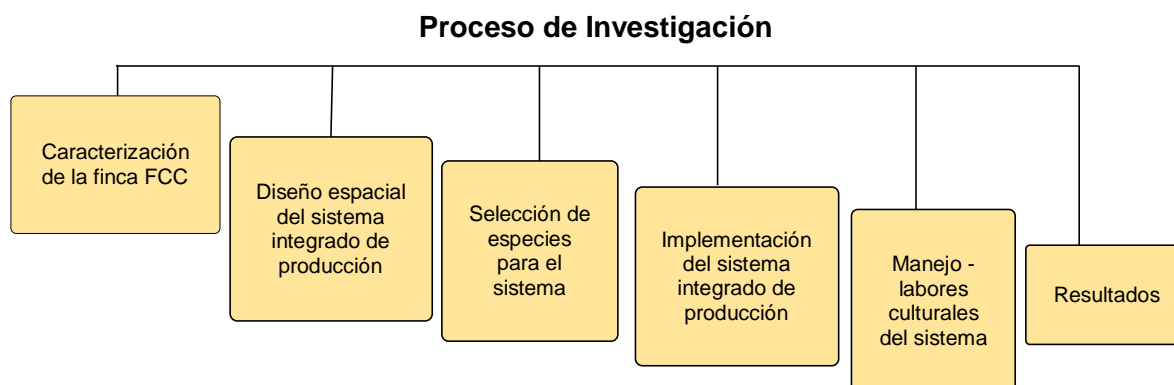 Proceso de Investigación
Caracterización
de la finca FCC
Diseño espacial
del sistema
integrado de
producción
Selección de
especies
para el
sistema
Implementación
del sistema
integrado de
producción
Manejo -
labores
culturales
del sistema
Resultados